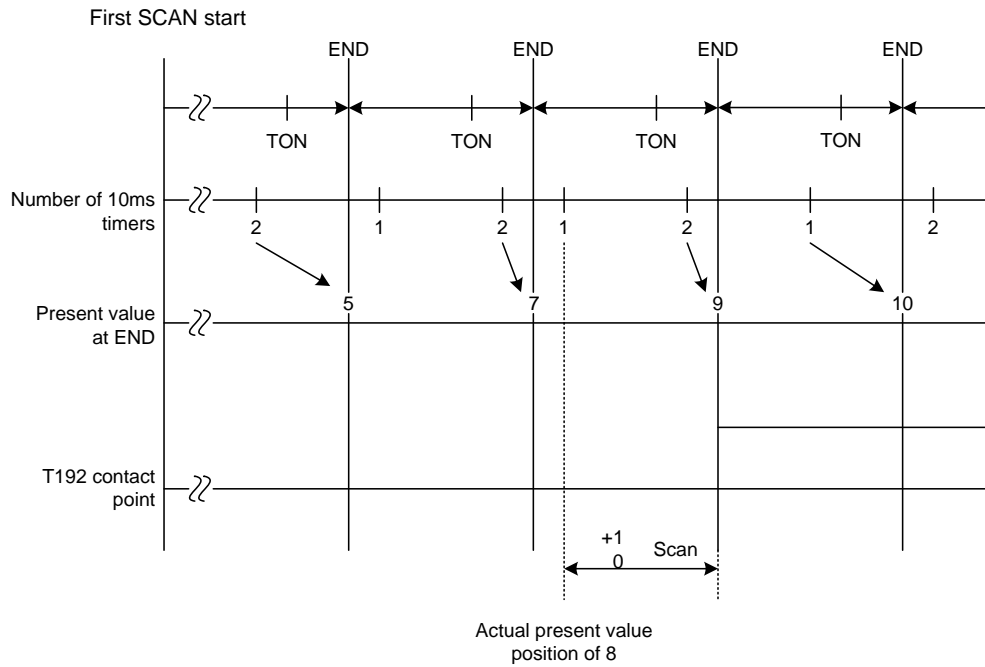 First SCAN start
END END END END
TON TON TON TON
Number of 10ms
timers
2 1 2 1 2 1 2
5 7 9 10
Present value
at END
T192 contact
point
+1
0 Scan
Actual present value
position of 8